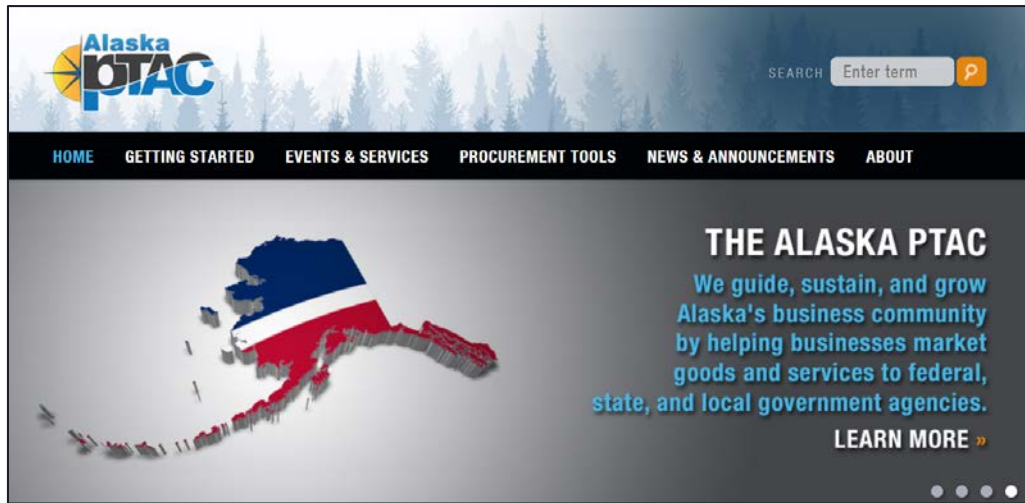 Alaska
PTAC
SEARCH Enter term
HOME GETTING STARTED EVENTS & SERVICES PROCUREMENT TOOLS NEWS & ANNOUNCEMENTS ABOUT
THE ALASKA PTAC
We guide, sustain, and grow
Alaska's business community
by helping businesses market
goods and services to federal,
state, and local government agencies.
LEARN MORE »